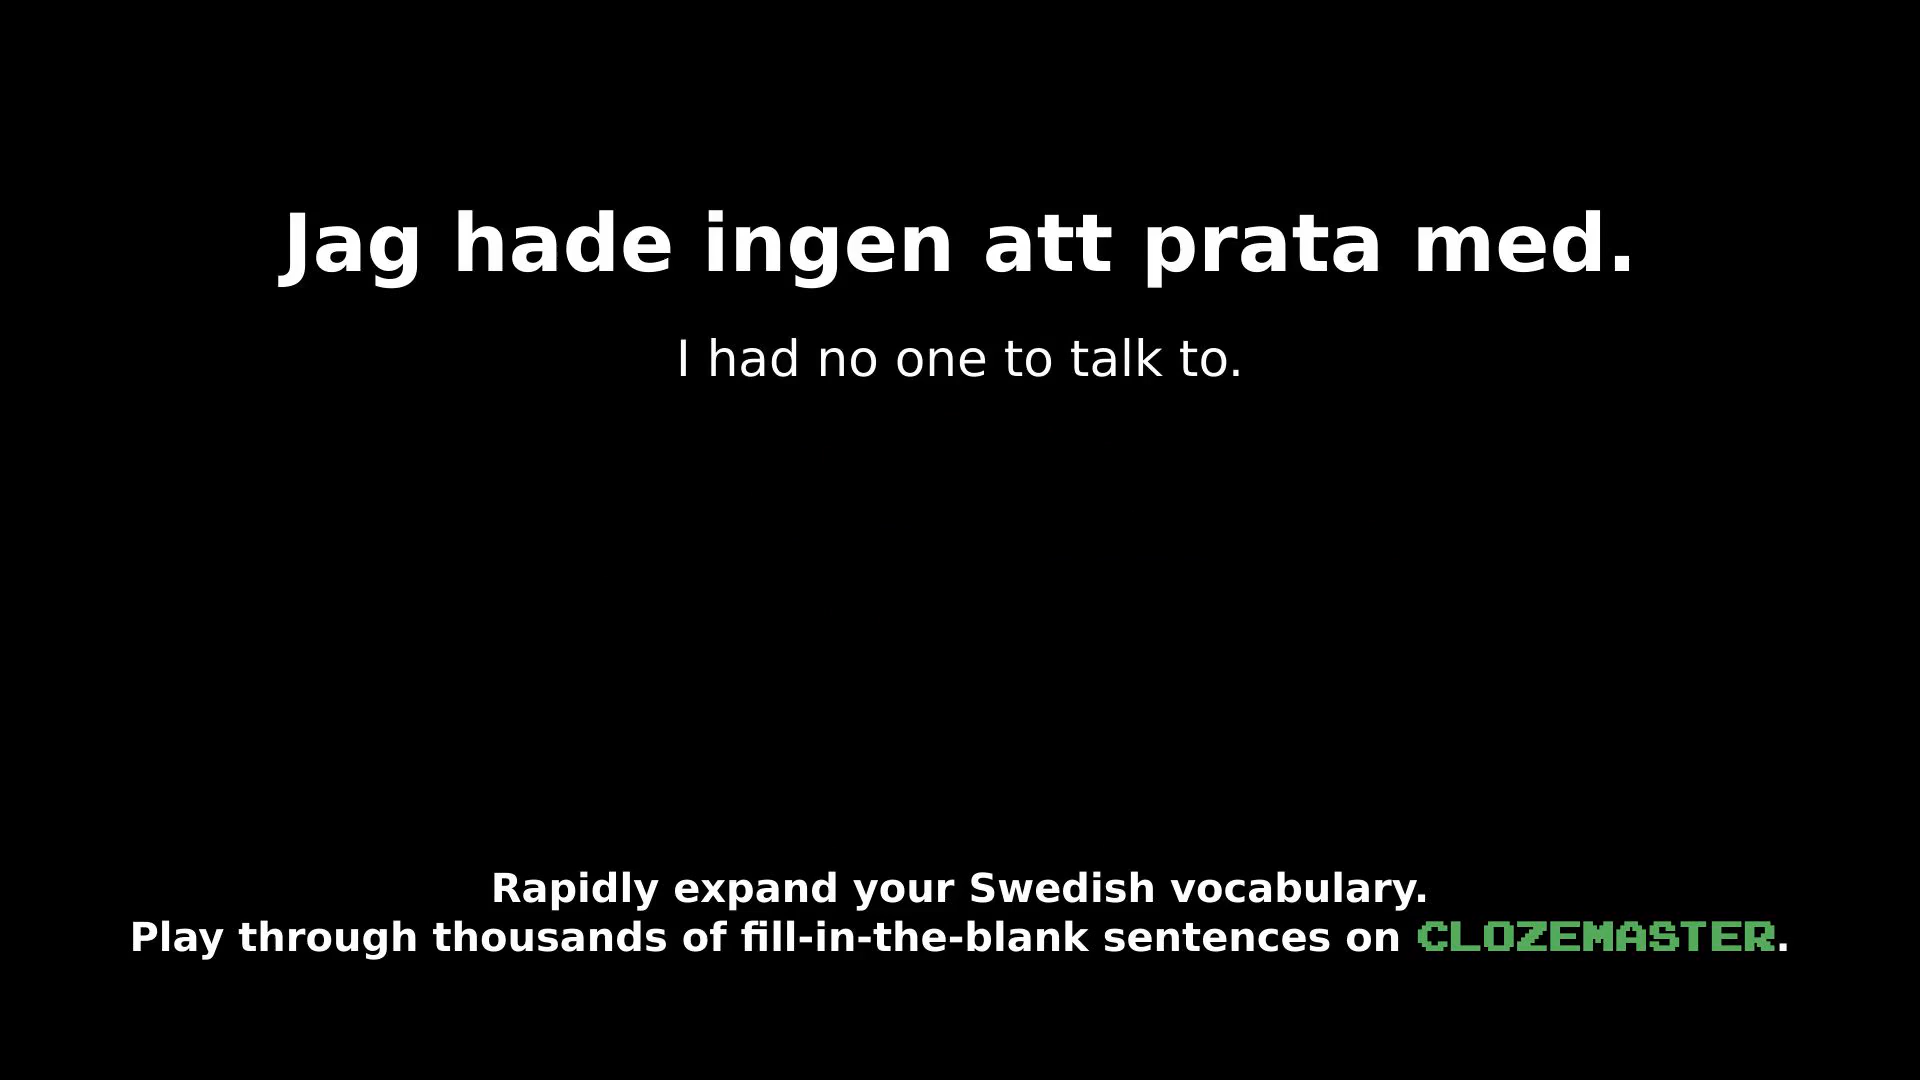 Jag hade ingen att prata med.
I had no one to talk to.
Rapidly expand your Swedish vocabulary.
Play through thousands of fill-in-the-blank sentences on CLOZEMASTER.